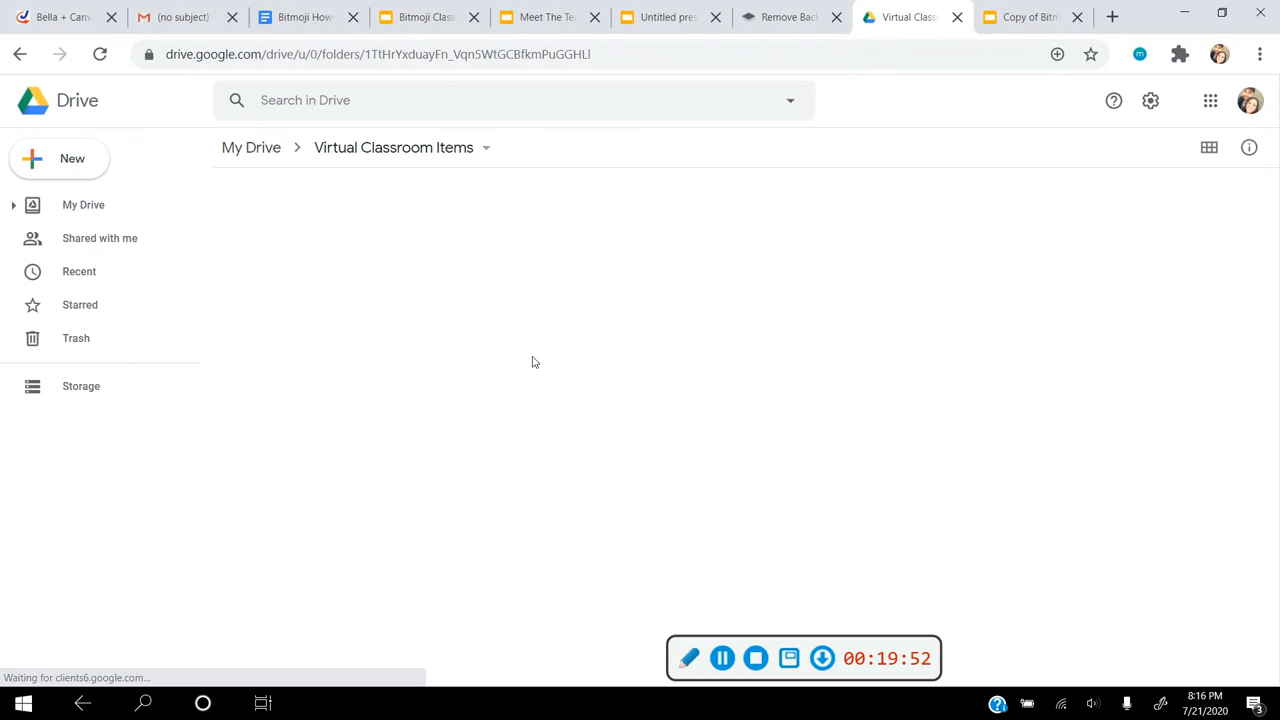 Bella + Canv
(no subject)
Bitmoji How
Bitmoji Clas
Meet The Te
Untitled pres
Remove Bac
Virtual Class
Copy of Bitm
drive.google.com/drive/u/0/folders/1TtHrYxduayFn_Vqn5WtGCBfkmPuGGHLl
m
Drive
Search in Drive
New
My Drive
Virtual Classroom Items
My Drive
Shared with me
Recent
Starred
Trash
Storage
00:19:52
Waiting for clients6.google.com...
8:16 PM
7/21/2020
3